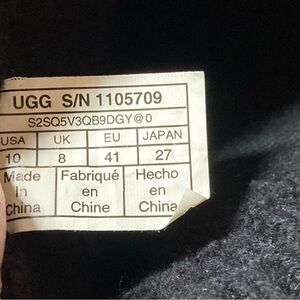 UGG S/N 1105709
S2SQ5V3QB9DGY@0
USA UK EU JAPAN
10 8 41 27
Made Fabriqué Hecho
in en en
China Chine China